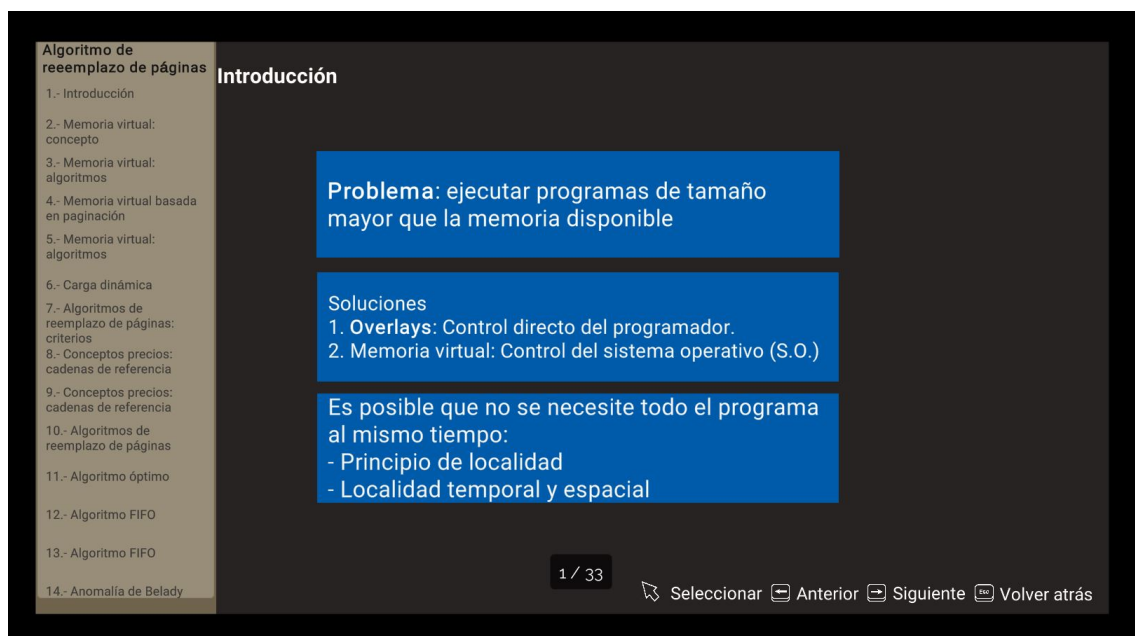 Algoritmo de
reeemplazo de páginas
1.- Introducción
2.- Memoria virtual:
concepto
3.- Memoria virtual:
algoritmos
4.- Memoria virtual basada
en paginación
5.- Memoria virtual:
algoritmos
6.- Carga dinámica
7.- Algoritmos de
reemplazo de páginas:
criterios
8.- Conceptos precios:
cadenas de referencia
9.- Conceptos precios:
cadenas de referencia
10.- Algoritmos de
reemplazo de páginas
11.- Algoritmo óptimo
12.- Algoritmo FIFO
13.- Algoritmo FIFO
14.- Anomalía de Belady
Introducción
Problema: ejecutar programas de tamaño
mayor que la memoria disponible
Soluciones
1. Overlays: Control directo del programador.
2. Memoria virtual: Control del sistema operativo (S.O.)
Es posible que no se necesite todo el programa
al mismo tiempo:
- Principio de localidad
- Localidad temporal y espacial
1 / 33
Seleccionar Anterior Siguiente Esc Volver atrás